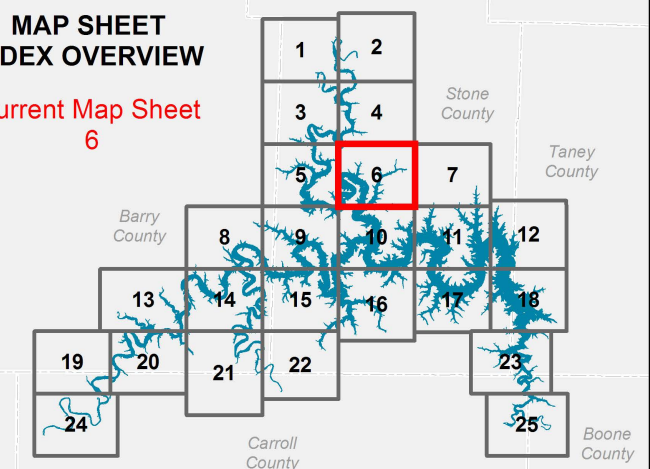 MAP SHEET
DEX OVERVIEW
urrent Map Sheet
6
1
2
3
4
Stone
County
5
6
7
Taney
County
Barry
County
8
9
10
11
12
13
14
15
16
17
18
19
20
21
22
23
24
25
Carroll
County
Boone
County